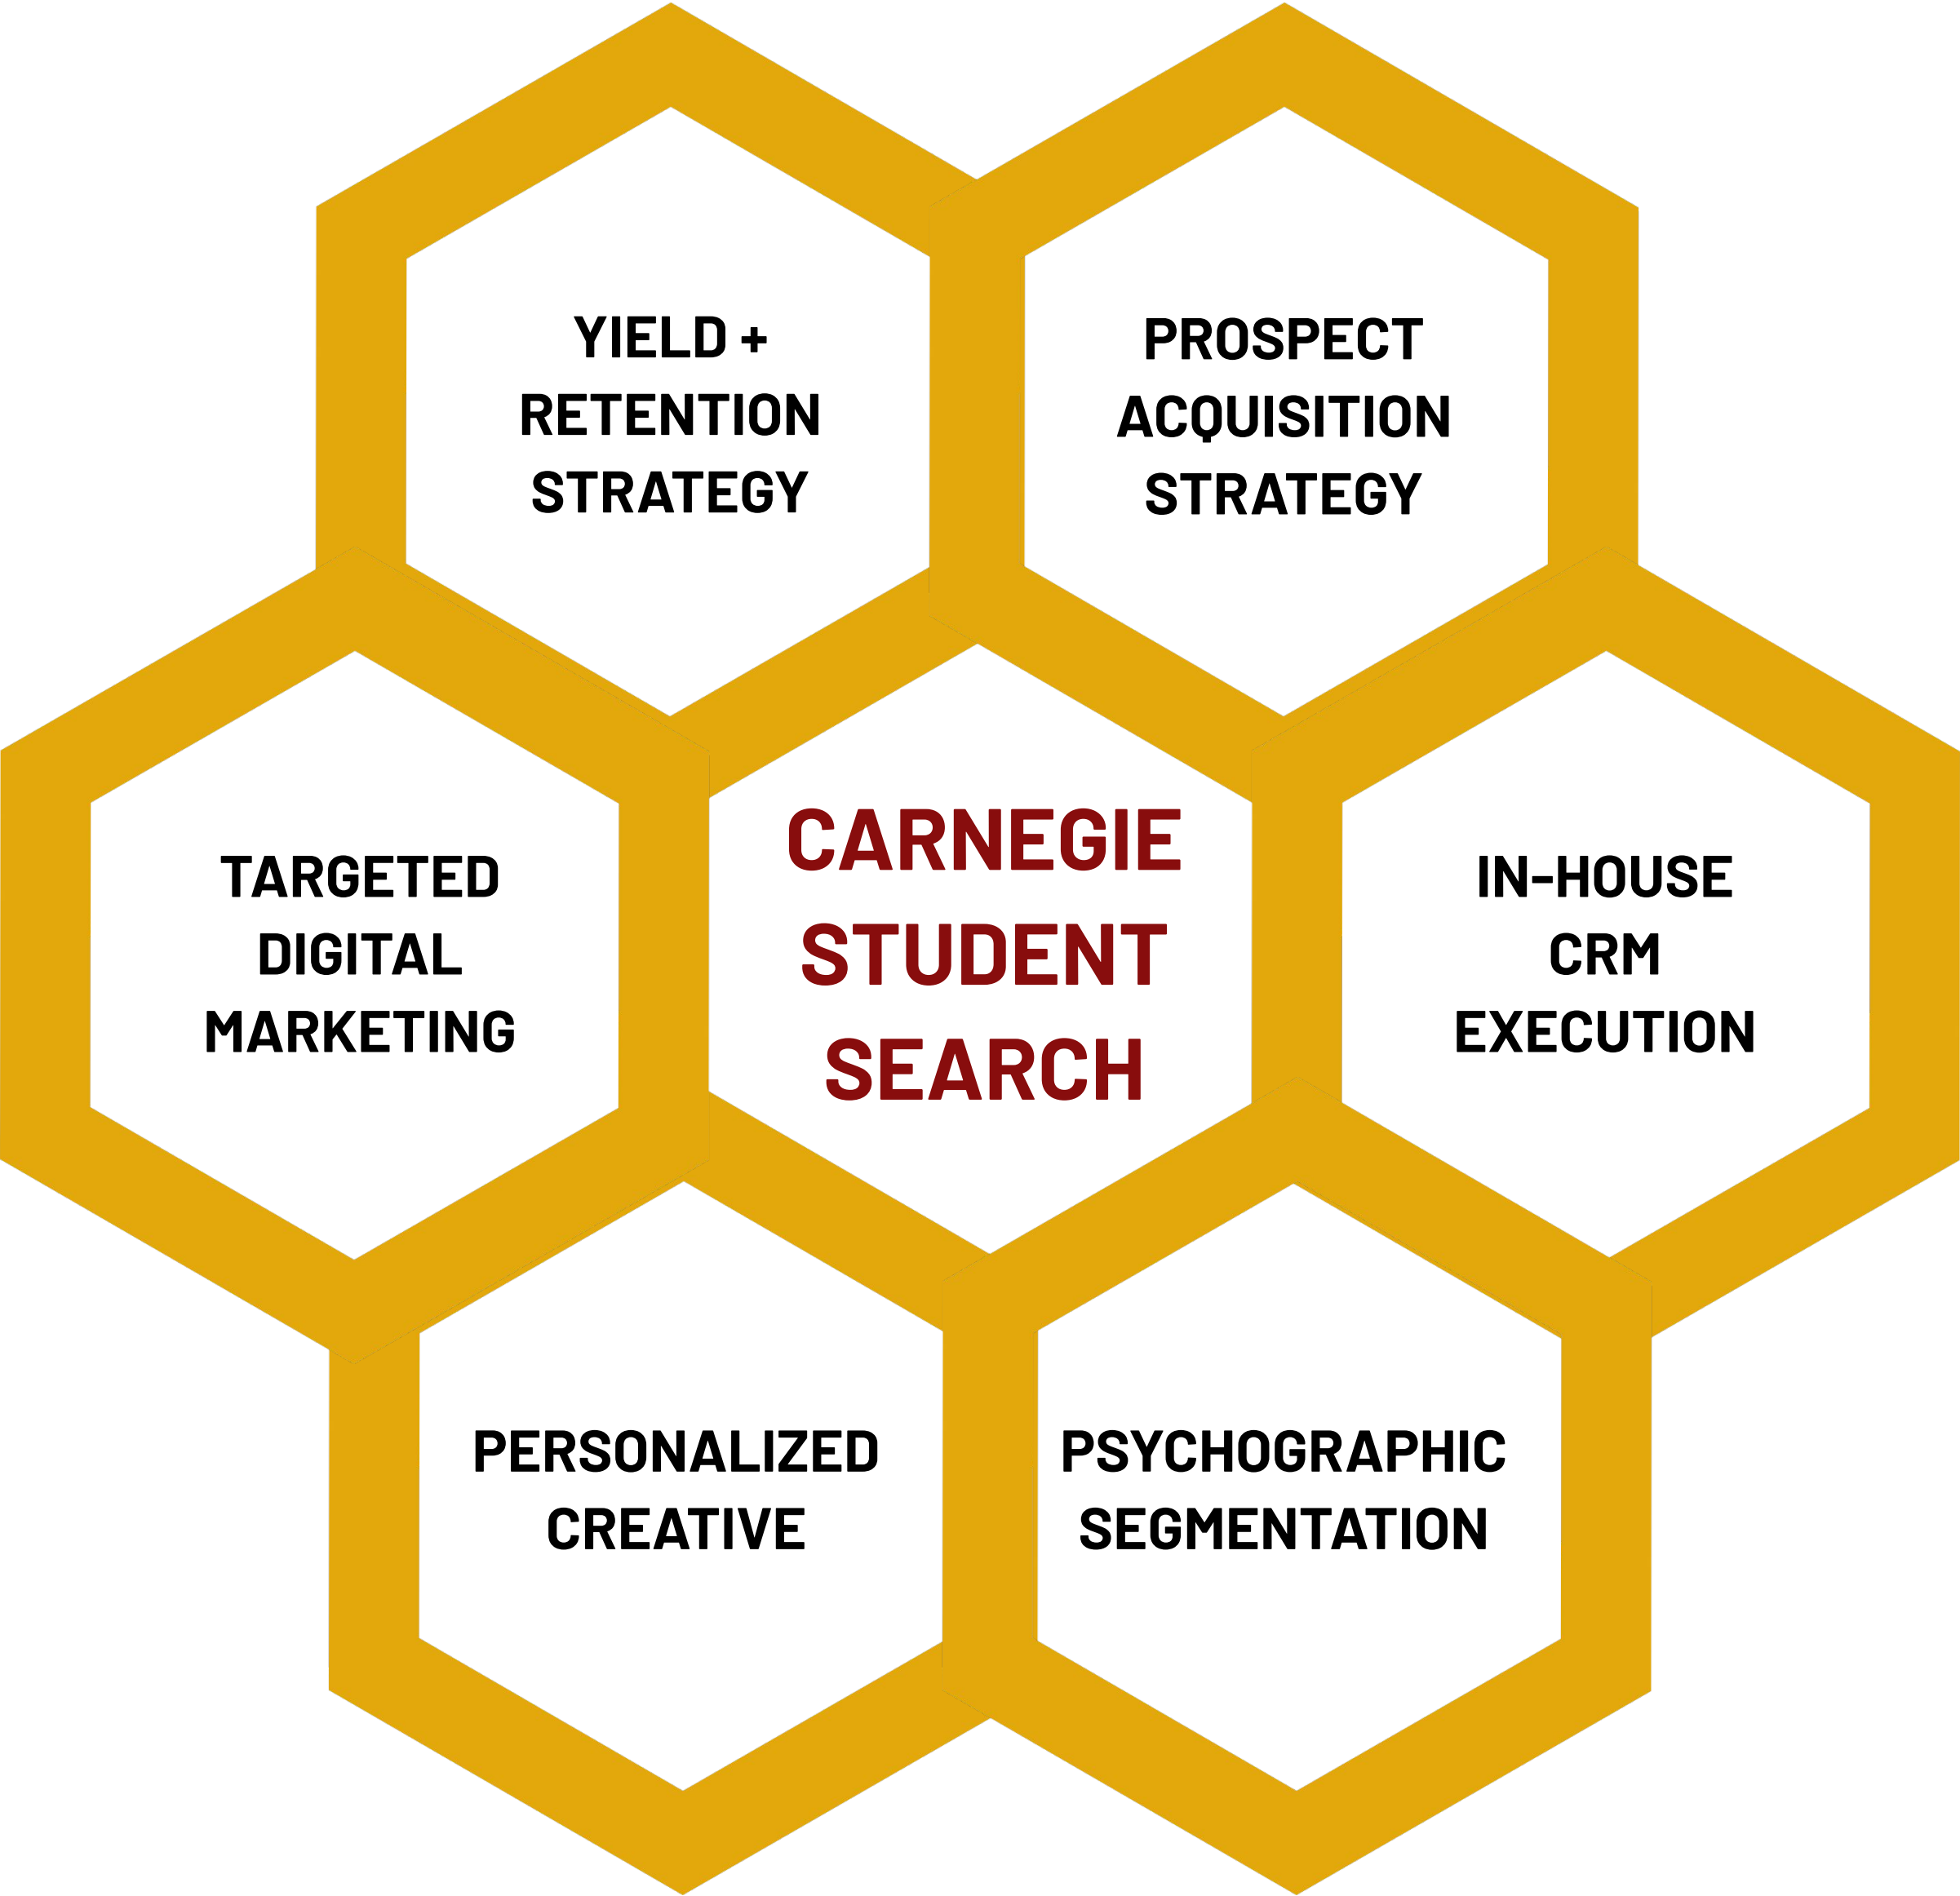 YIELD +
RETENTION
STRATEGY
PROSPECT
ACQUISITION
STRATEGY
TARGETED
DIGITAL
MARKETING
CARNEGIE
STUDENT
SEARCH
IN-HOUSE
CRM
EXECUTION
PERSONALIZED
CREATIVE
PSYCHOGRAPHIC
SEGMENTATION